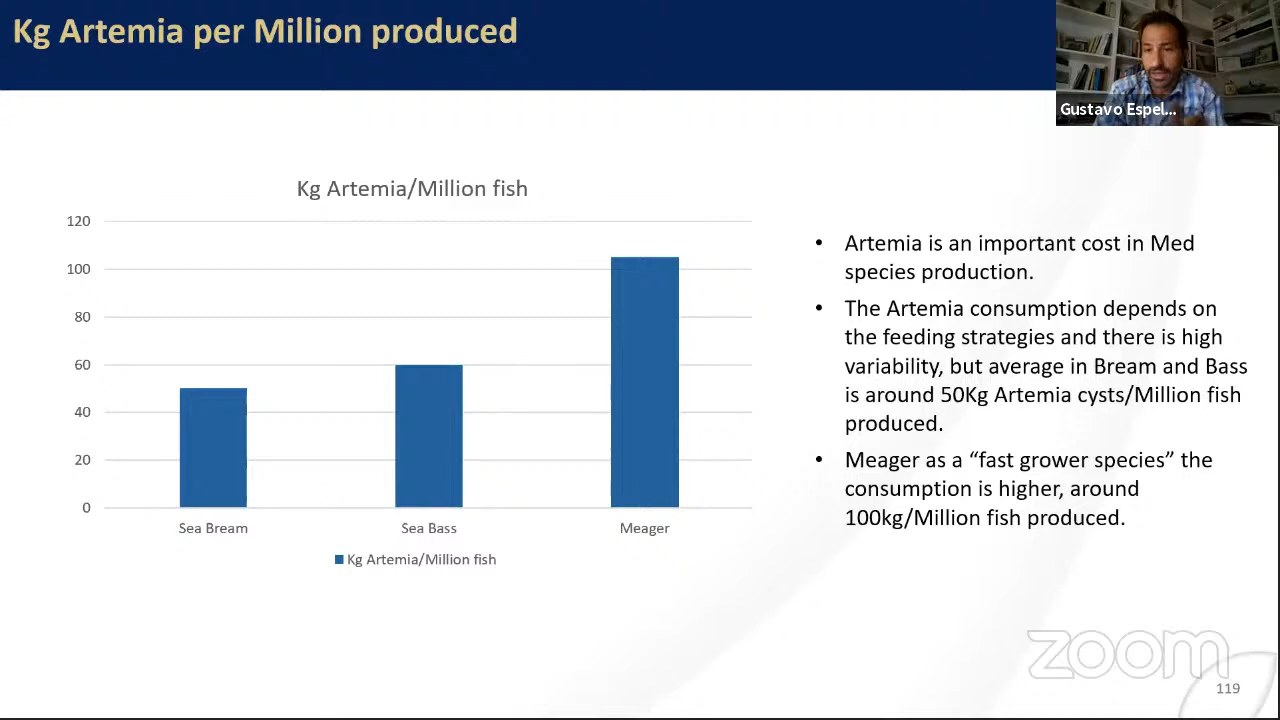 Kg Artemia per Million produced
Gustavo Espel...
Kg Artemia/Million fish
120
100
80
60
40
20
0
Sea Bream
Sea Bass
Meager
Kg Artemia/Million fish
• Artemia is an important cost in Med
species production.
• The Artemia consumption depends on
the feeding strategies and there is high
variability, but average in Bream and Bass
is around 50Kg Artemia cysts/Million fish
produced.
• Meager as a “fast grower species” the
consumption is higher, around
100kg/Million fish produced.
zoom
119